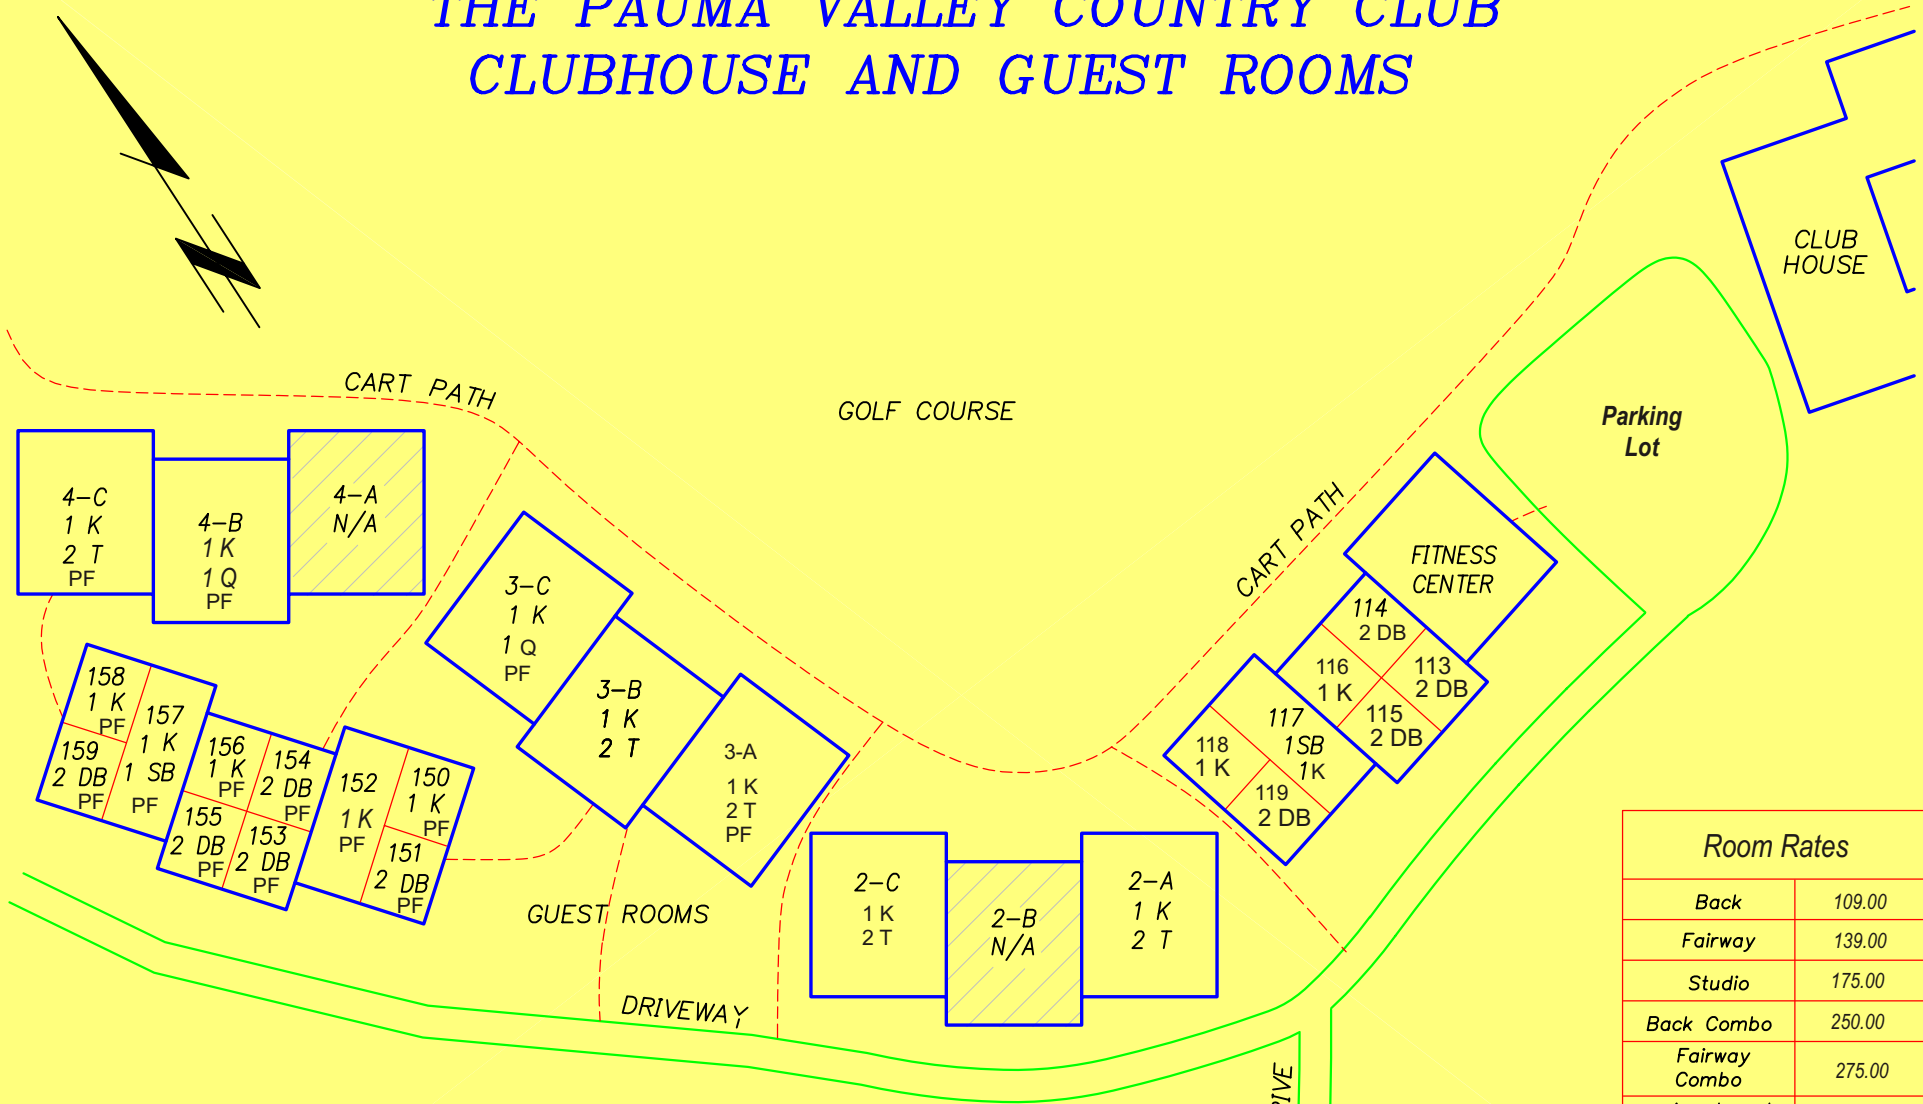 THE PAUMA VALLEY COUNTRY CLUB
CLUBHOUSE AND GUEST ROOMS
CLUB
HOUSE
CART PATH
GOLF COURSE
Parking
Lot
4-C
1 K
2 T
PF
4-B
1 K
1 Q
PF
4-A
N/A
3-C
1 K
1 Q
PF
3-B
1 K
2 T
3-A
1 K
2 T
PF
CART PATH
FITNESS
CENTER
114
2 DB
116
1 K
113
2 DB
115
2 DB
117
1SB
1K
118
1 K
119
2 DB
158
1 K
PF
157
1 K
1 SB
PF
159
2 DB
PF
156
1 K
PF
154
2 DB
PF
155
2 DB
PF
153
2 DB
PF
152
1 K
PF
150
1 K
PF
151
2 DB
PF
2-C
1 K
2 T
2-B
N/A
2-A
1 K
2 T
GUEST ROOMS
DRIVEWAY
Room Rates
Back 109.00
Fairway 139.00
Studio 175.00
Back Combo 250.00
Fairway
Combo 275.00